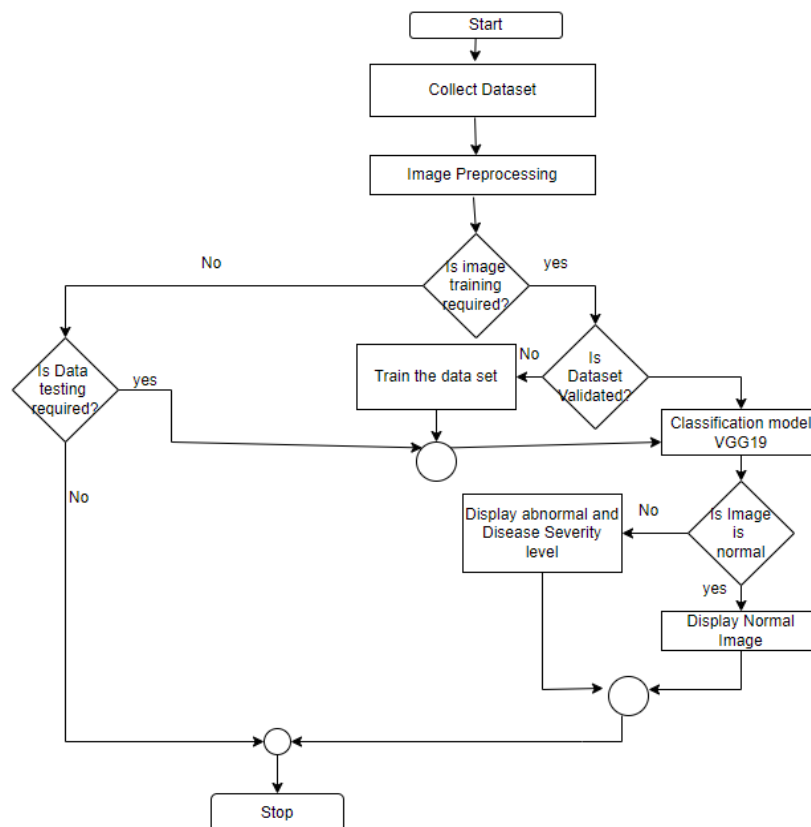 Start
Collect Dataset
Image Preprocessing
No
Is image
training
required?
yes
Is Data
testing
required?
yes
Train the data set
No
Is
Dataset
Validated?
Classification model
VGG19
No
Display abnormal and
Disease Severity
level
No
Is Image
is
normal
yes
Display Normal
Image
Stop